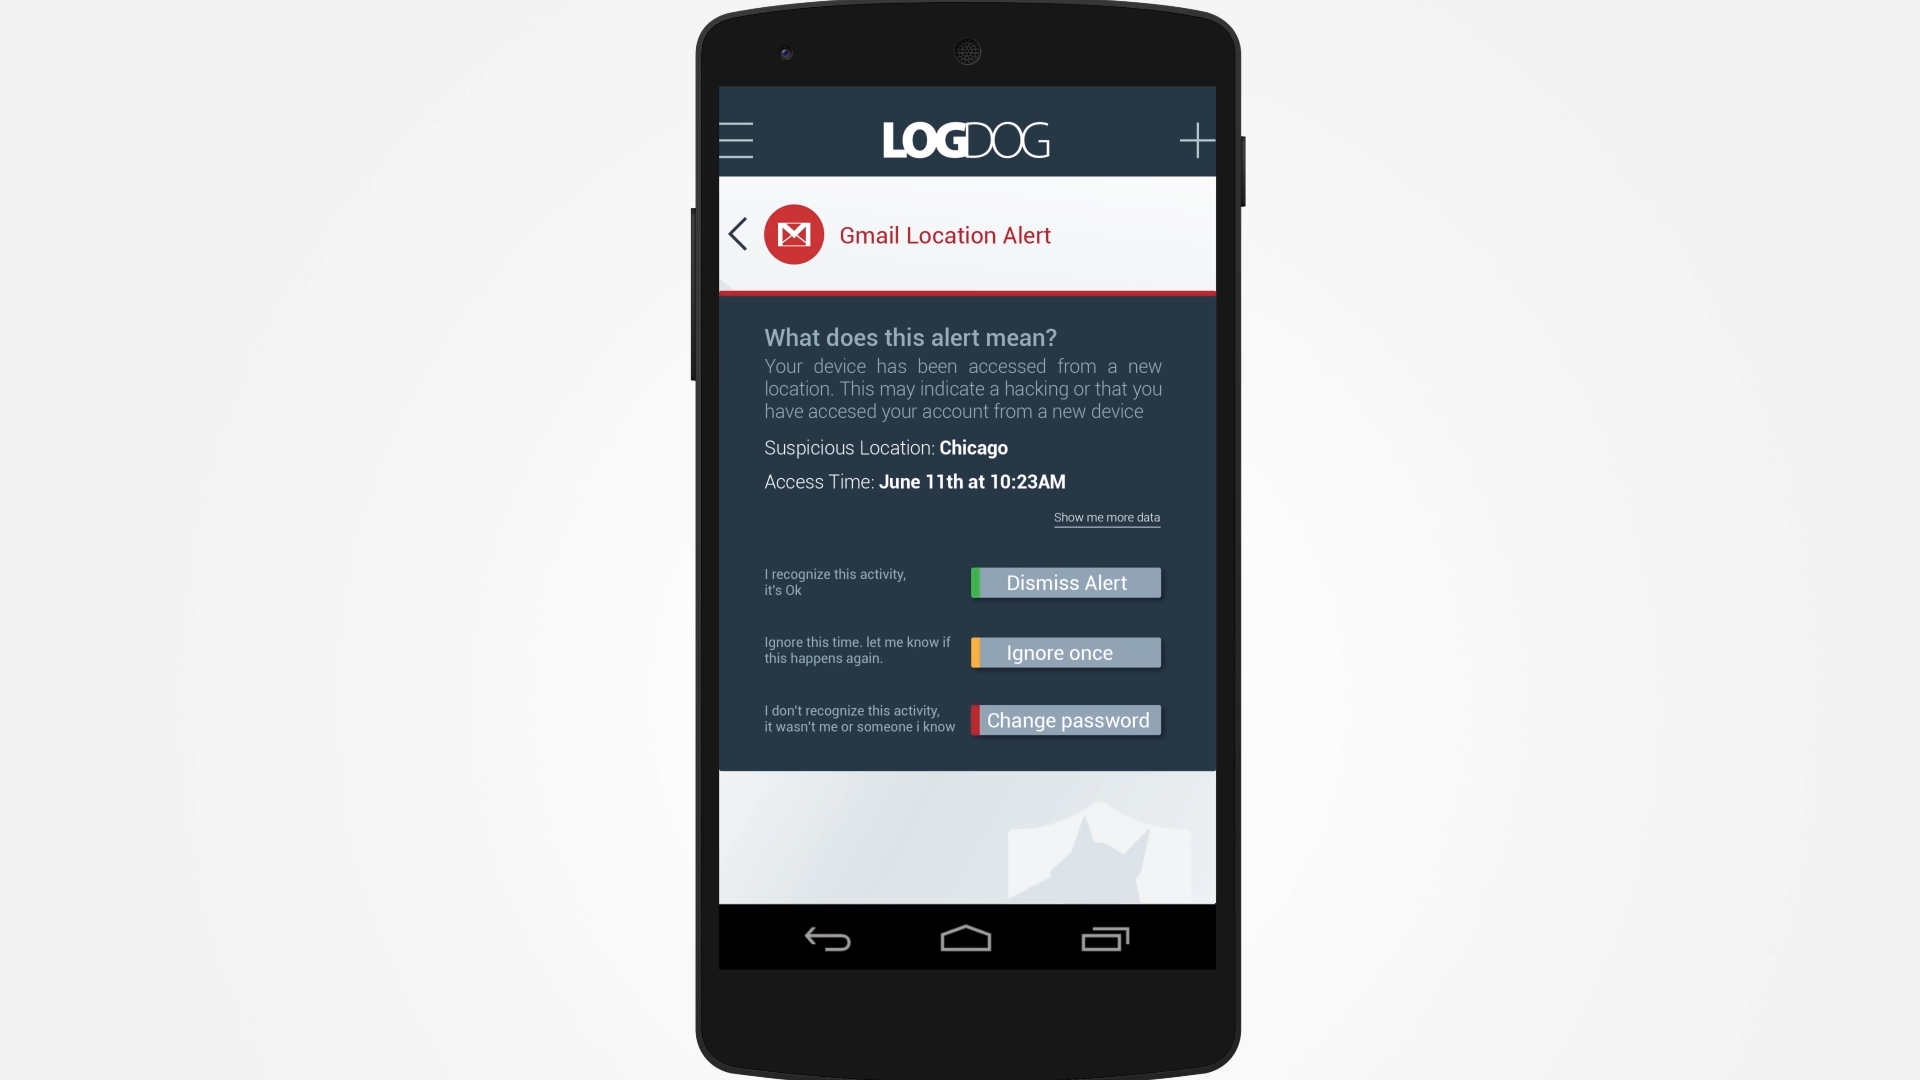 LOGDOG
Gmail Location Alert
What does this alert mean?
Your device has been accessed from a new
location. This may indicate a hacking or that you
have accesed your account from a new device
Suspicious Location: Chicago
Access Time: June 11th at 10:23AM
Show me more data
I recognize this activity,
it's Ok
Dismiss Alert
Ignore this time. let me know if
this happens again.
Ignore once
I don't recognize this activity,
it wasn't me or someone i know
Change password